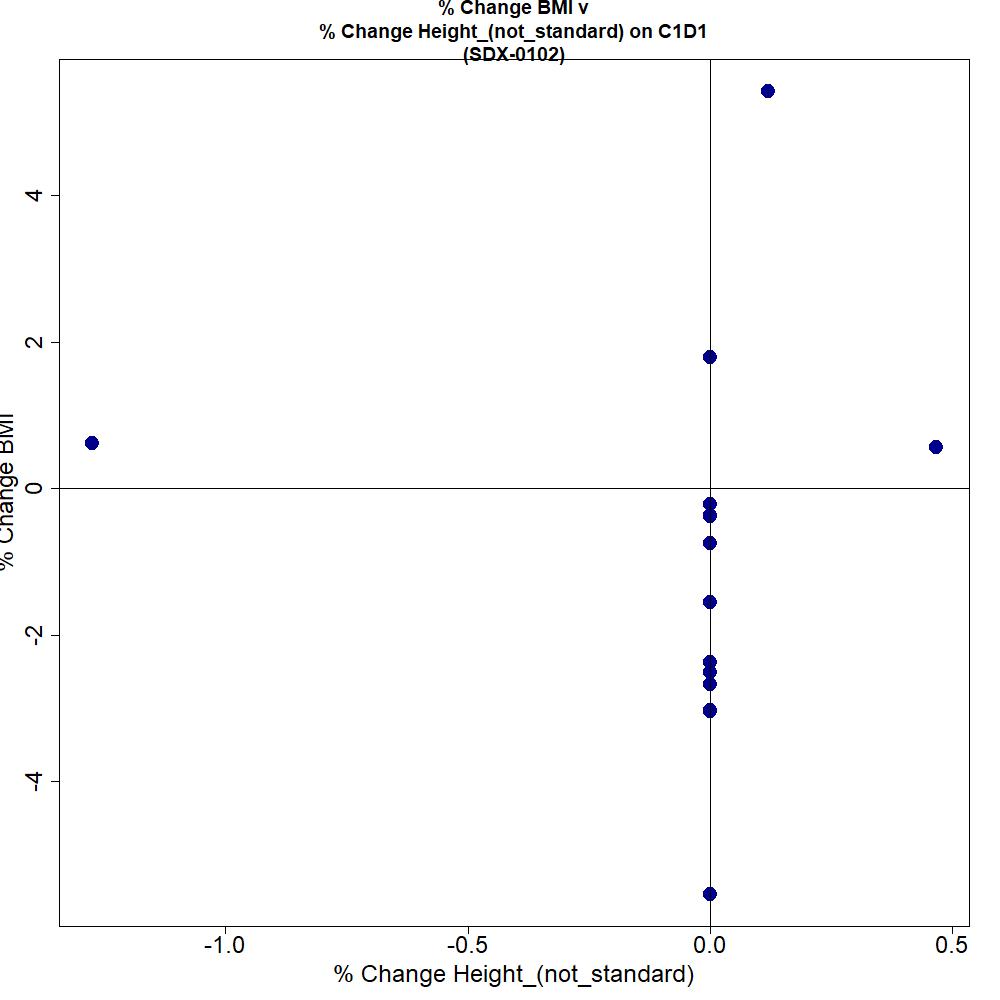 % Change BMI v
% Change Height_(not_standard) on C1D1
(SDX-0102)
% Change BMI
4
2
0
-2
-4
-1.0
-0.5
0.0
0.5
% Change Height_(not_standard)